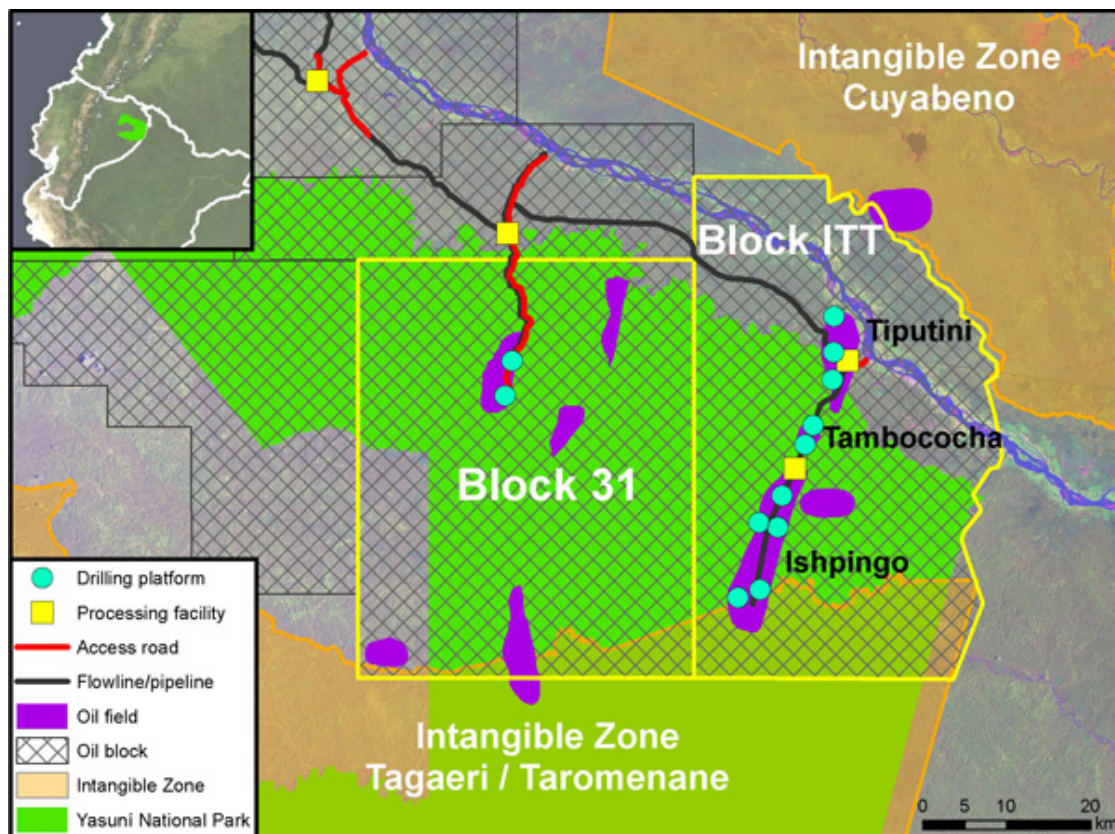 Intangible Zone
Cuyabeno
Block ITT
Tiputini
Tambococha
Block 31
Ishpingo
Intangible Zone
Tagaeri / Taromenane
Drilling platform
Processing facility
Access road
Flowline/pipeline
Oil field
Oil block
Intangible Zone
Yasuní National Park
0 5 10 20
km